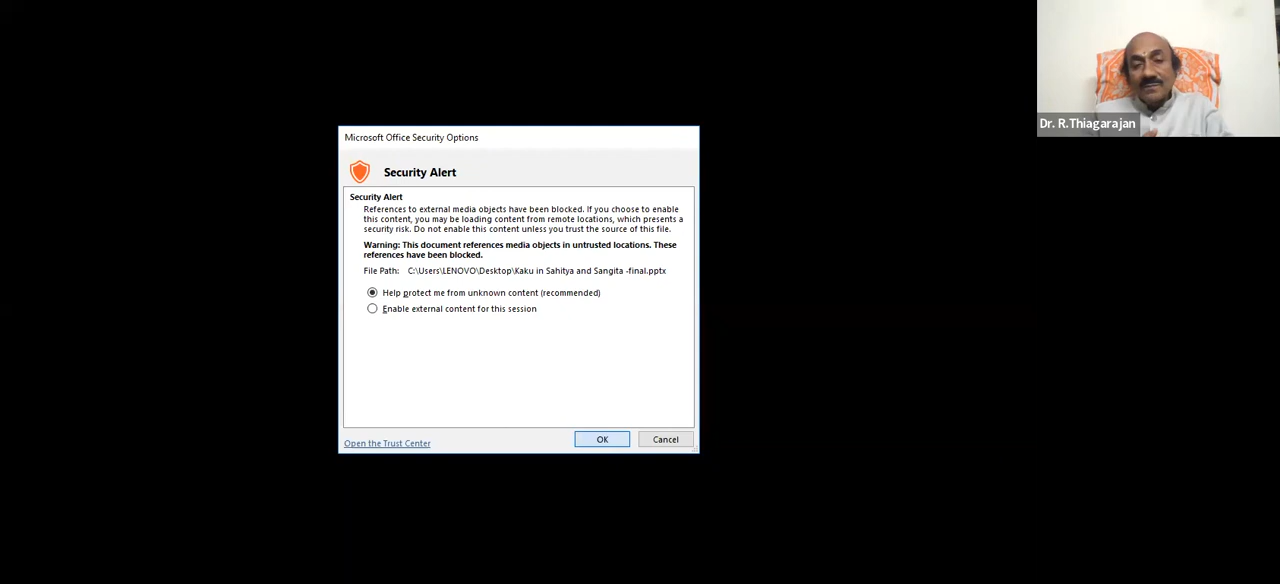 Dr. R.Thiagarajan
Microsoft Office Security Options
Security Alert
Security Alert
References to external media objects have been blocked. If you choose to enable
this content, you may be loading content from remote locations, which presents a
security risk. Do not enable this content unless you trust the source of this file.
Warning: This document references media objects in untrusted locations. These
references have been blocked.
File Path: C:\Users\LENOVO\Desktop\Kaku in Sahitya and Sangita -final.pptx
Help protect me from unknown content (recommended)
Enable external content for this session
Open the Trust Center
OK
Cancel